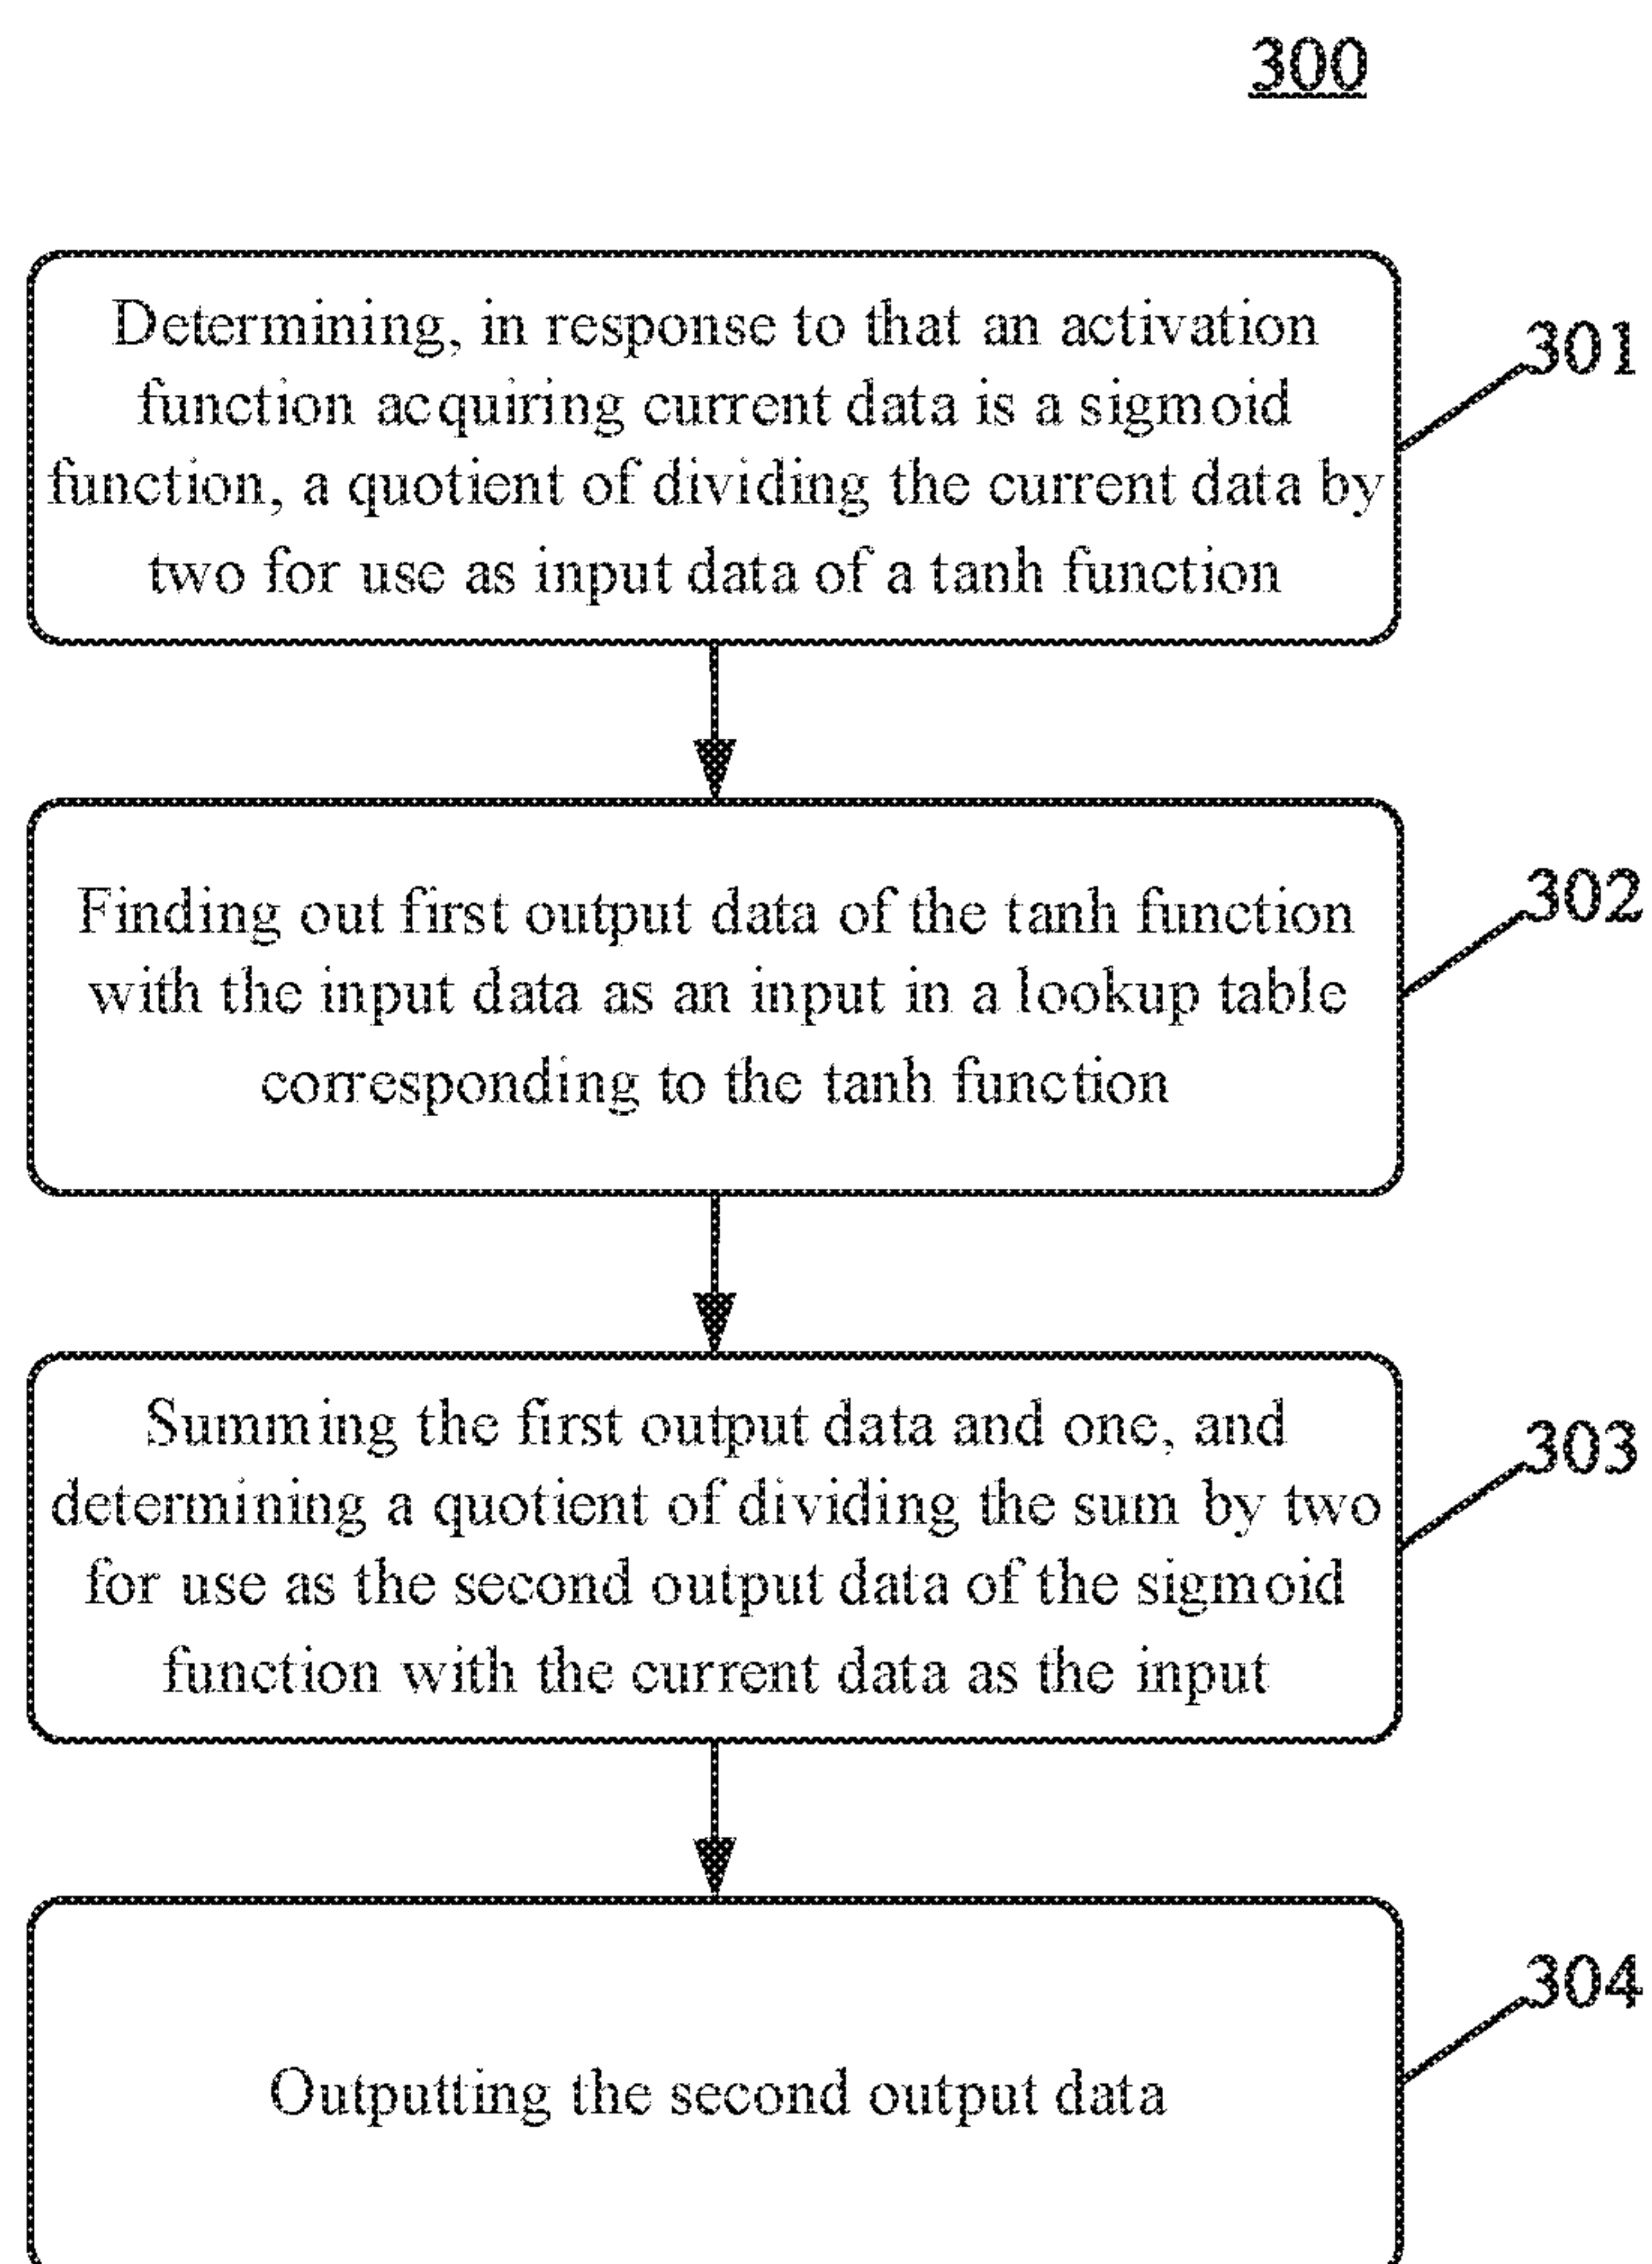 300
Determining, in response to that an activation
function acquiring current data is a sigmoid
function, a quotient of dividing the current data by
two for use as input data of a tanh function
301
Finding out first output data of the tanh function
with the input data as an input in a lookup table
corresponding to the tanh function
302
Summing the first output data and one, and
determining a quotient of dividing the sum by two
for use as the second output data of the sigmoid
function with the current data as the input
303
Outputting the second output data
304